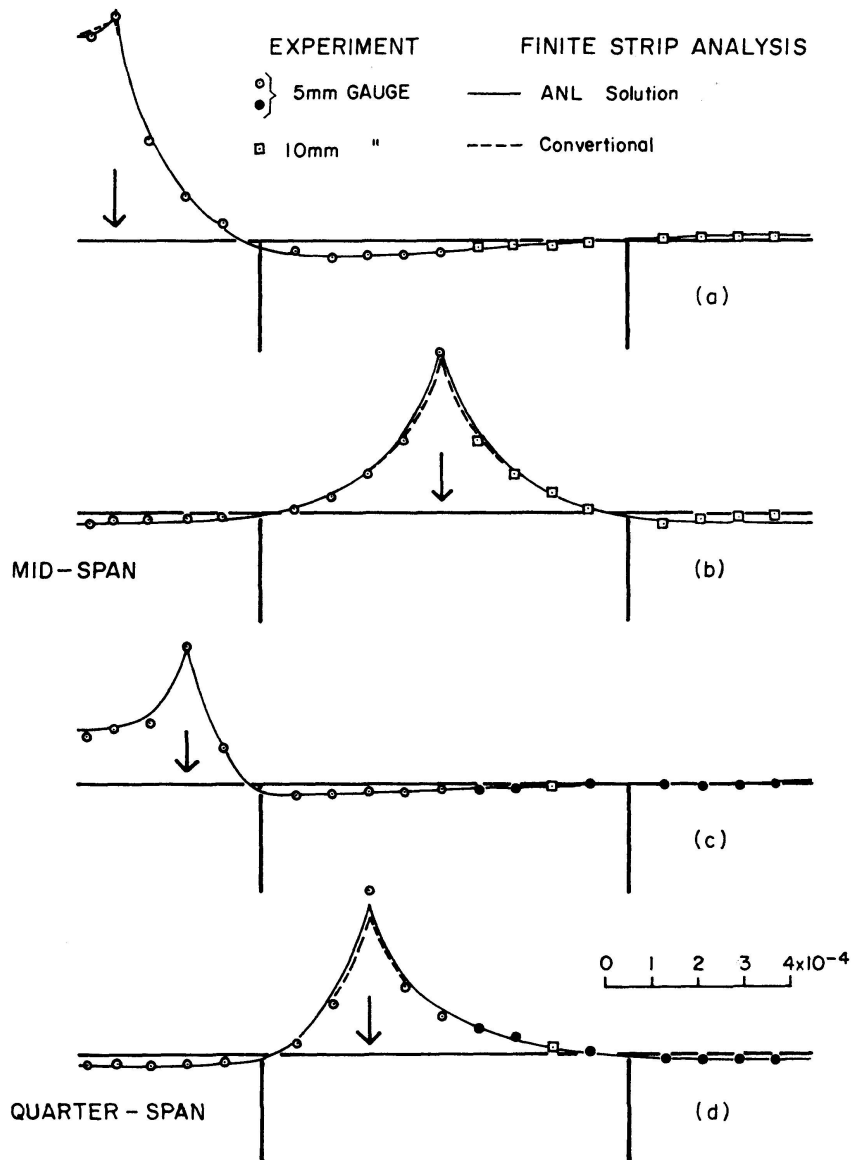 EXPERIMENT FINITE STRIP ANALYSIS
5mm GAUGE ANL Solution
10mm " Convertional
(a)
(b)
MID-SPAN
(c)
0 1 2 3 4x10-4
(d)
QUARTER-SPAN